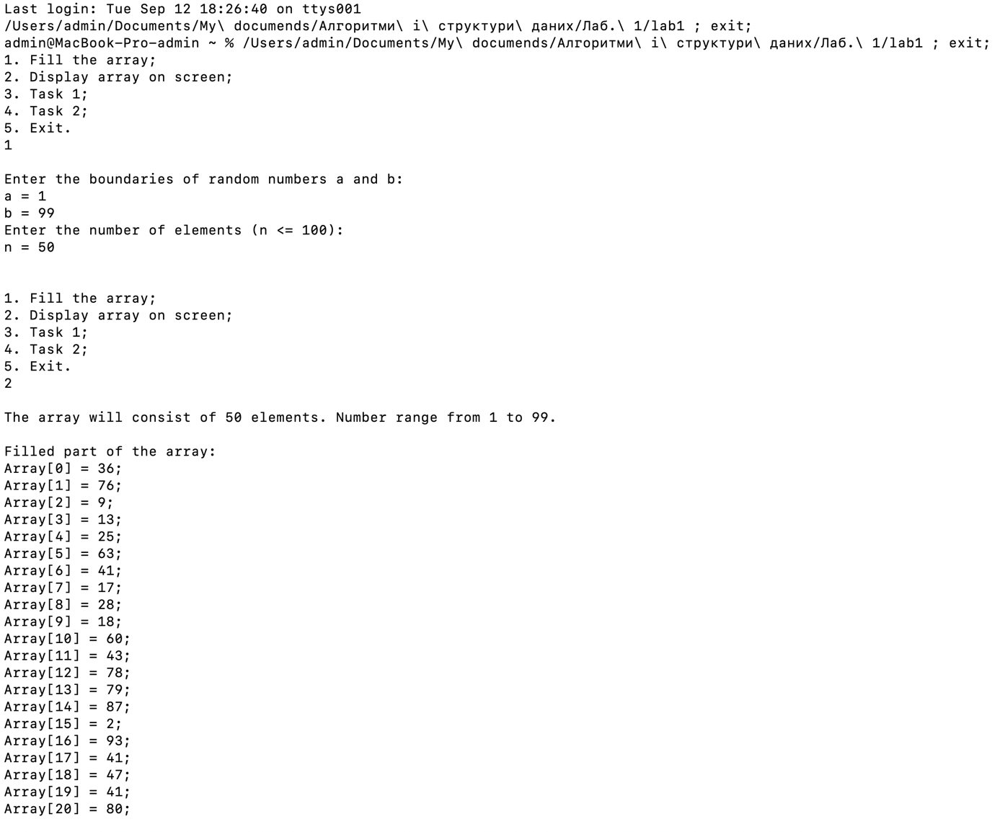 Last login: Tue Sep 12 18:26:40 on ttys001
/Users/admin/Documents/My\ documends/Алгоритми\ і\ структури\ даних/Лаб.\ 1/lab1 ; exit;
admin@MacBook-Pro-admin ~ % /Users/admin/Documents/My\ documends/Алгоритми\ і\ структури\ даних/Лаб.\ 1/lab1 ; exit;
1. Fill the array;
2. Display array on screen;
3. Task 1;
4. Task 2;
5. Exit.
1
Enter the boundaries of random numbers a and b:
a = 1
b = 99
Enter the number of elements (n <= 100):
n = 50
1. Fill the array;
2. Display array on screen;
3. Task 1;
4. Task 2;
5. Exit.
2
The array will consist of 50 elements. Number range from 1 to 99.
Filled part of the array:
Array[0] = 36;
Array[1] = 76;
Array[2] = 9;
Array[3] = 13;
Array[4] = 25;
Array[5] = 63;
Array[6] = 41;
Array[7] = 17;
Array[8] = 28;
Array[9] = 18;
Array[10] = 60;
Array[11] = 43;
Array[12] = 78;
Array[13] = 79;
Array[14] = 87;
Array[15] = 2;
Array[16] = 93;
Array[17] = 41;
Array[18] = 47;
Array[19] = 41;
Array[20] = 80;